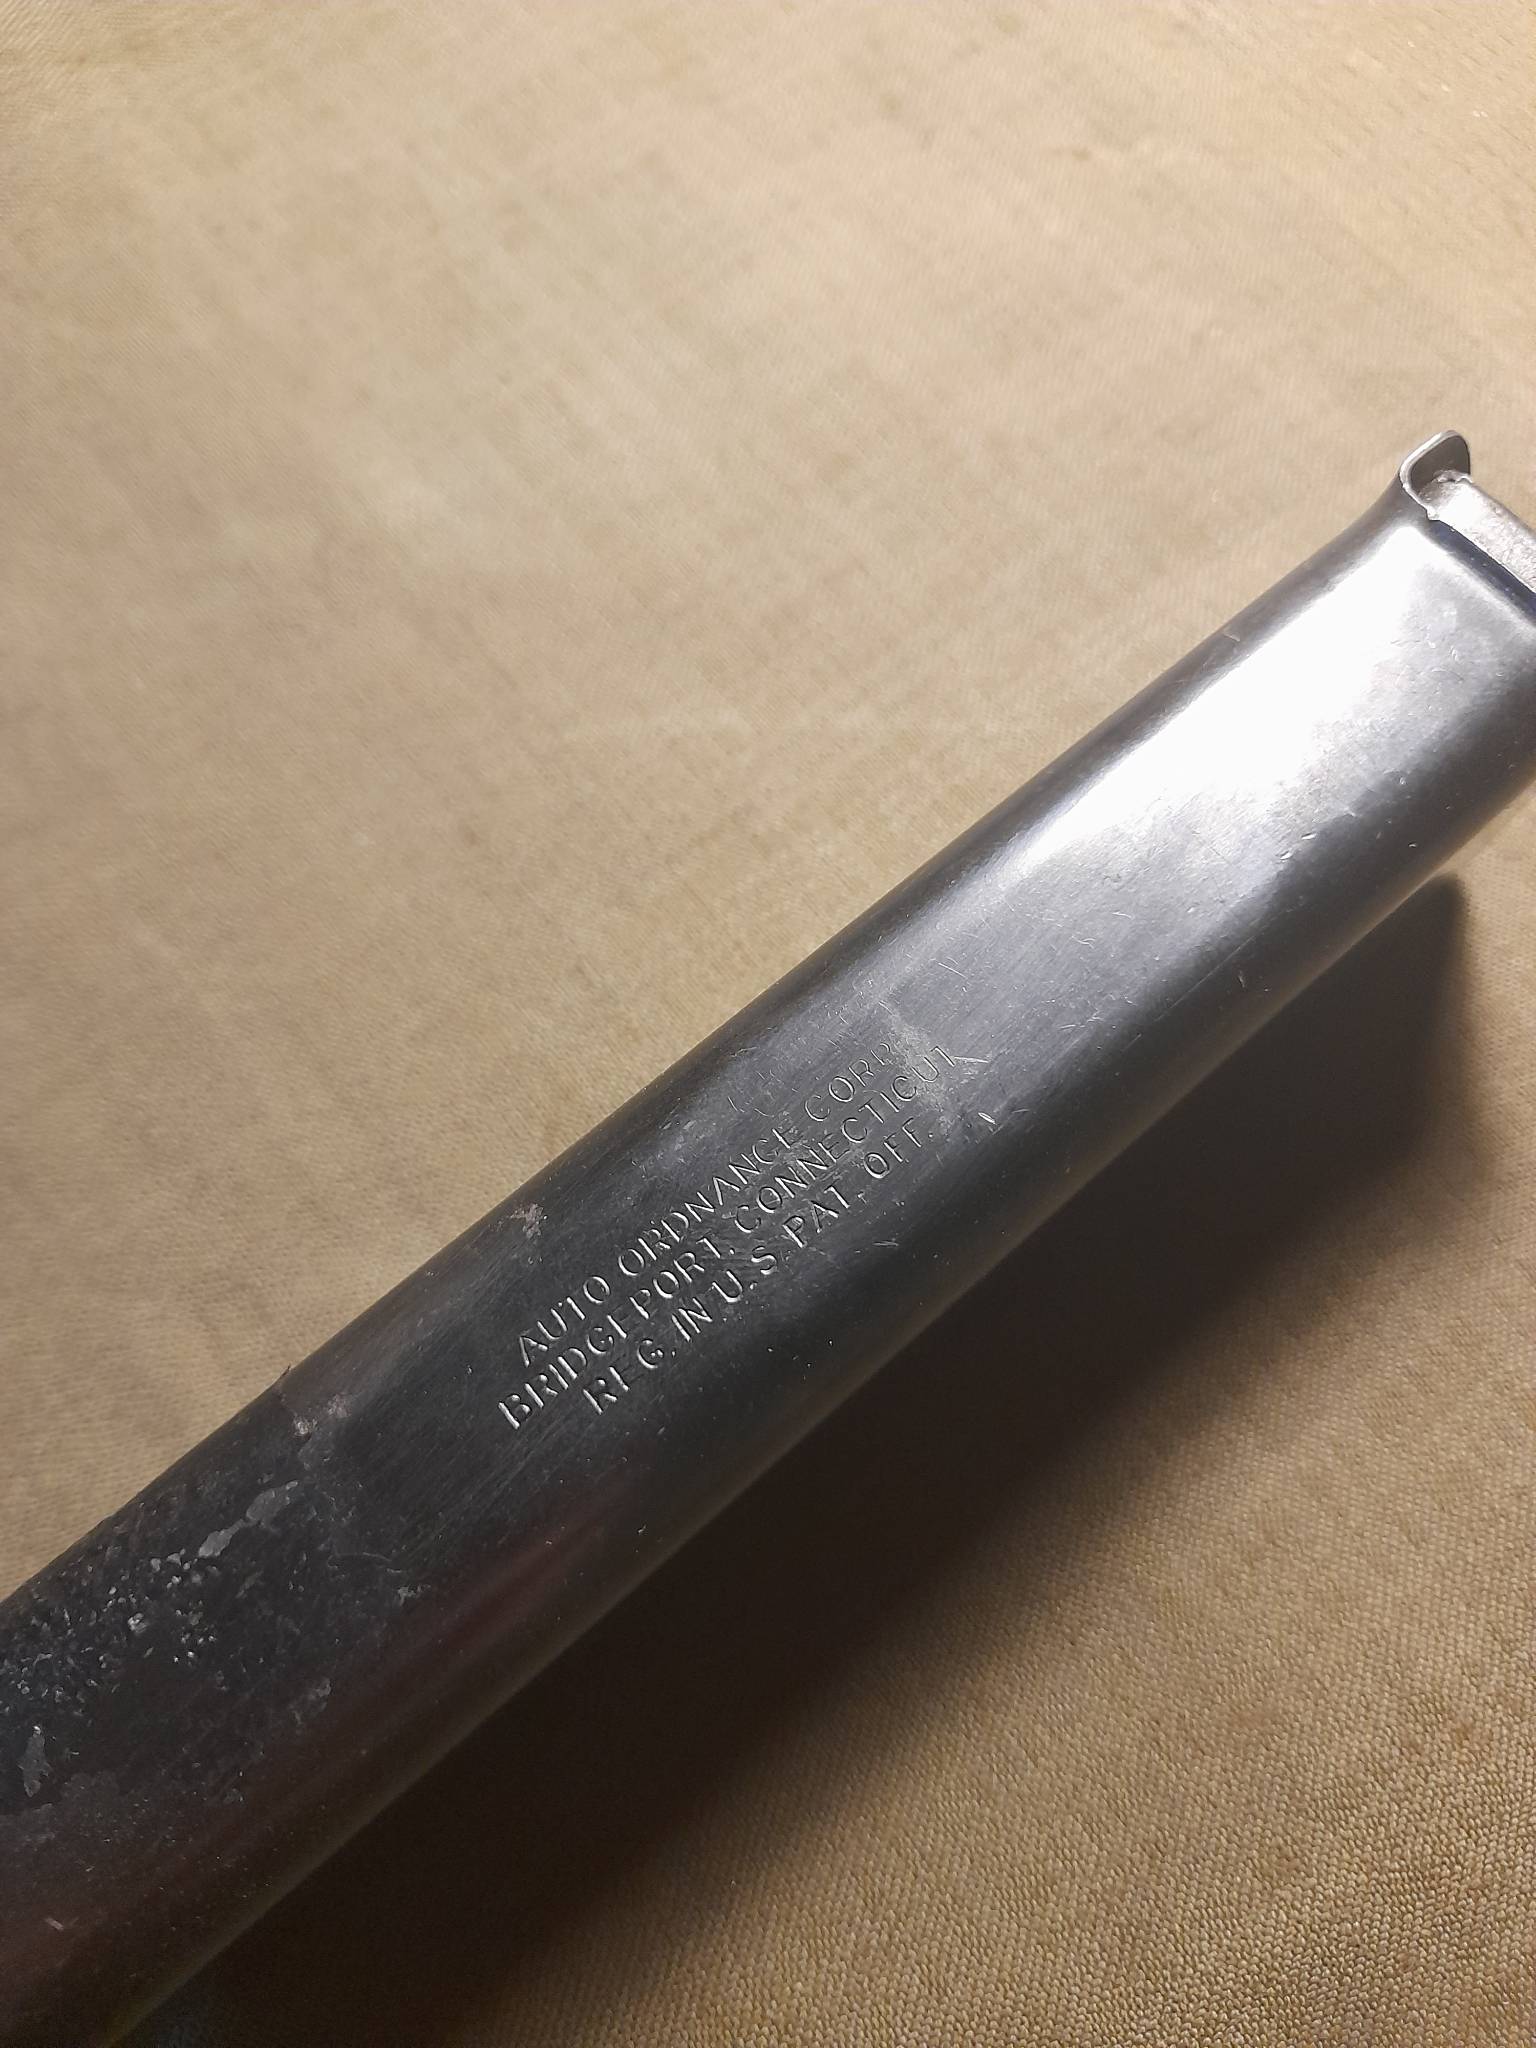 AUTO ORDNANCE CORP.
BRIDGEPORT, CONNECTICUT
REG. IN U.S. PAT. OFF.